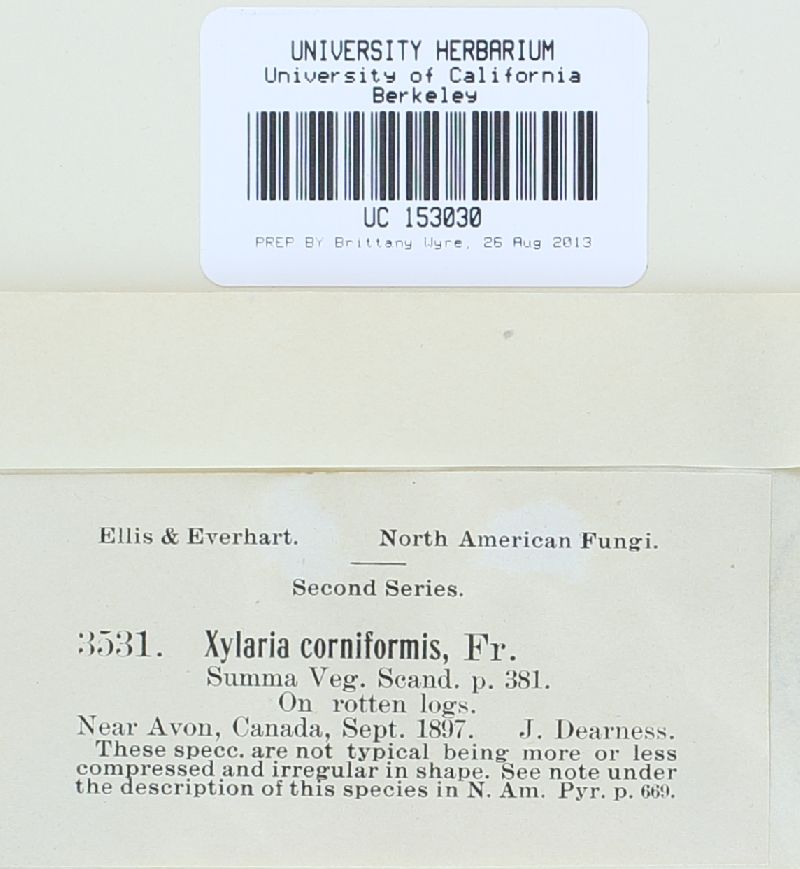 UNIVERSITY HERBARIUM
University of California
Berkeley
UC 153030
PREP BY Brittany Wyre, 26 Aug 2013
Ellis & Everhart. North American Fungi.
Second Series.
3531. Xylaria corniformis, Fr.
Summa Veg. Scand. p. 381.
On rotten logs.
Near Avon, Canada, Sept. 1897. J. Dearness.
These specc. are not typical being more or less
compressed and irregular in shape. See note under
the description of this species in N. Am. Pyr. p. 669.